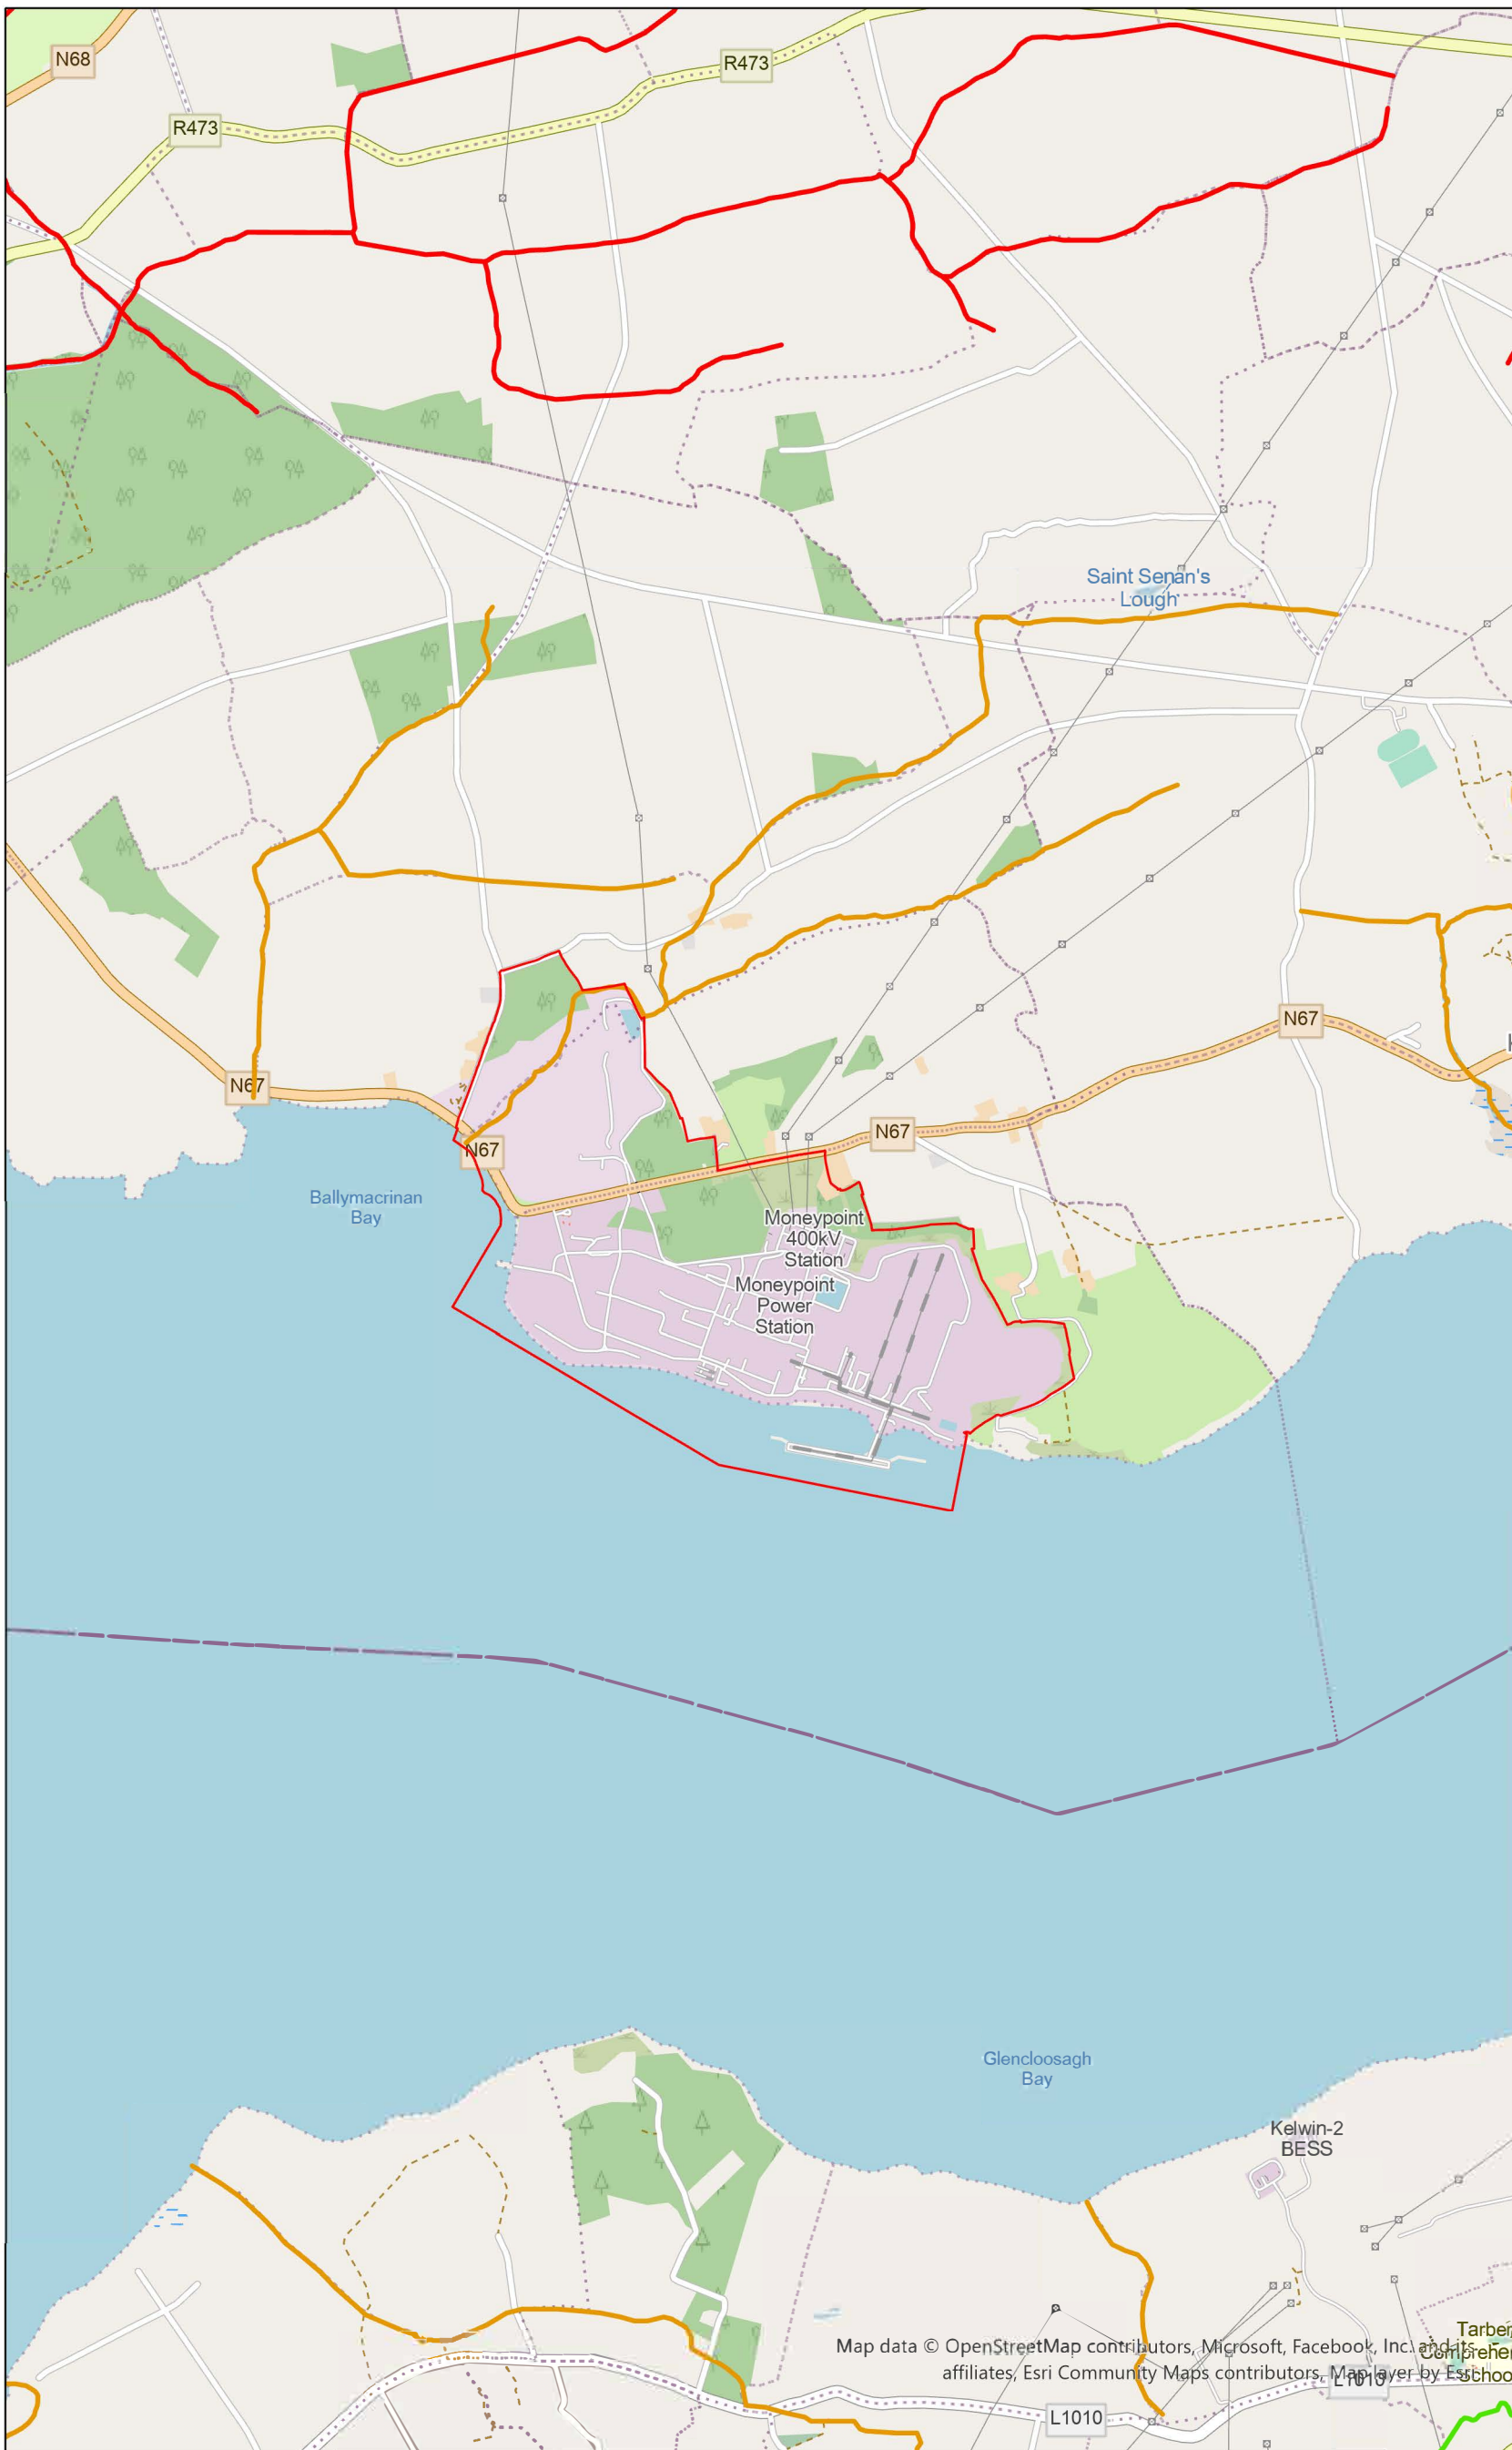 N68
R473
R473
Saint Senan's
Lough
N67
N67
N67
N67
Ballymacrinan
Bay
Moneypoint
400kV
Station
Moneypoint
Power
Station
Glencloosagh
Bay
Kelwin-2
BESS
Map data © OpenStreetMap contributors, Microsoft, Facebook, Inc. and its
affiliates, Esri Community Maps contributors, Map layer by Esri
L1010
L1010